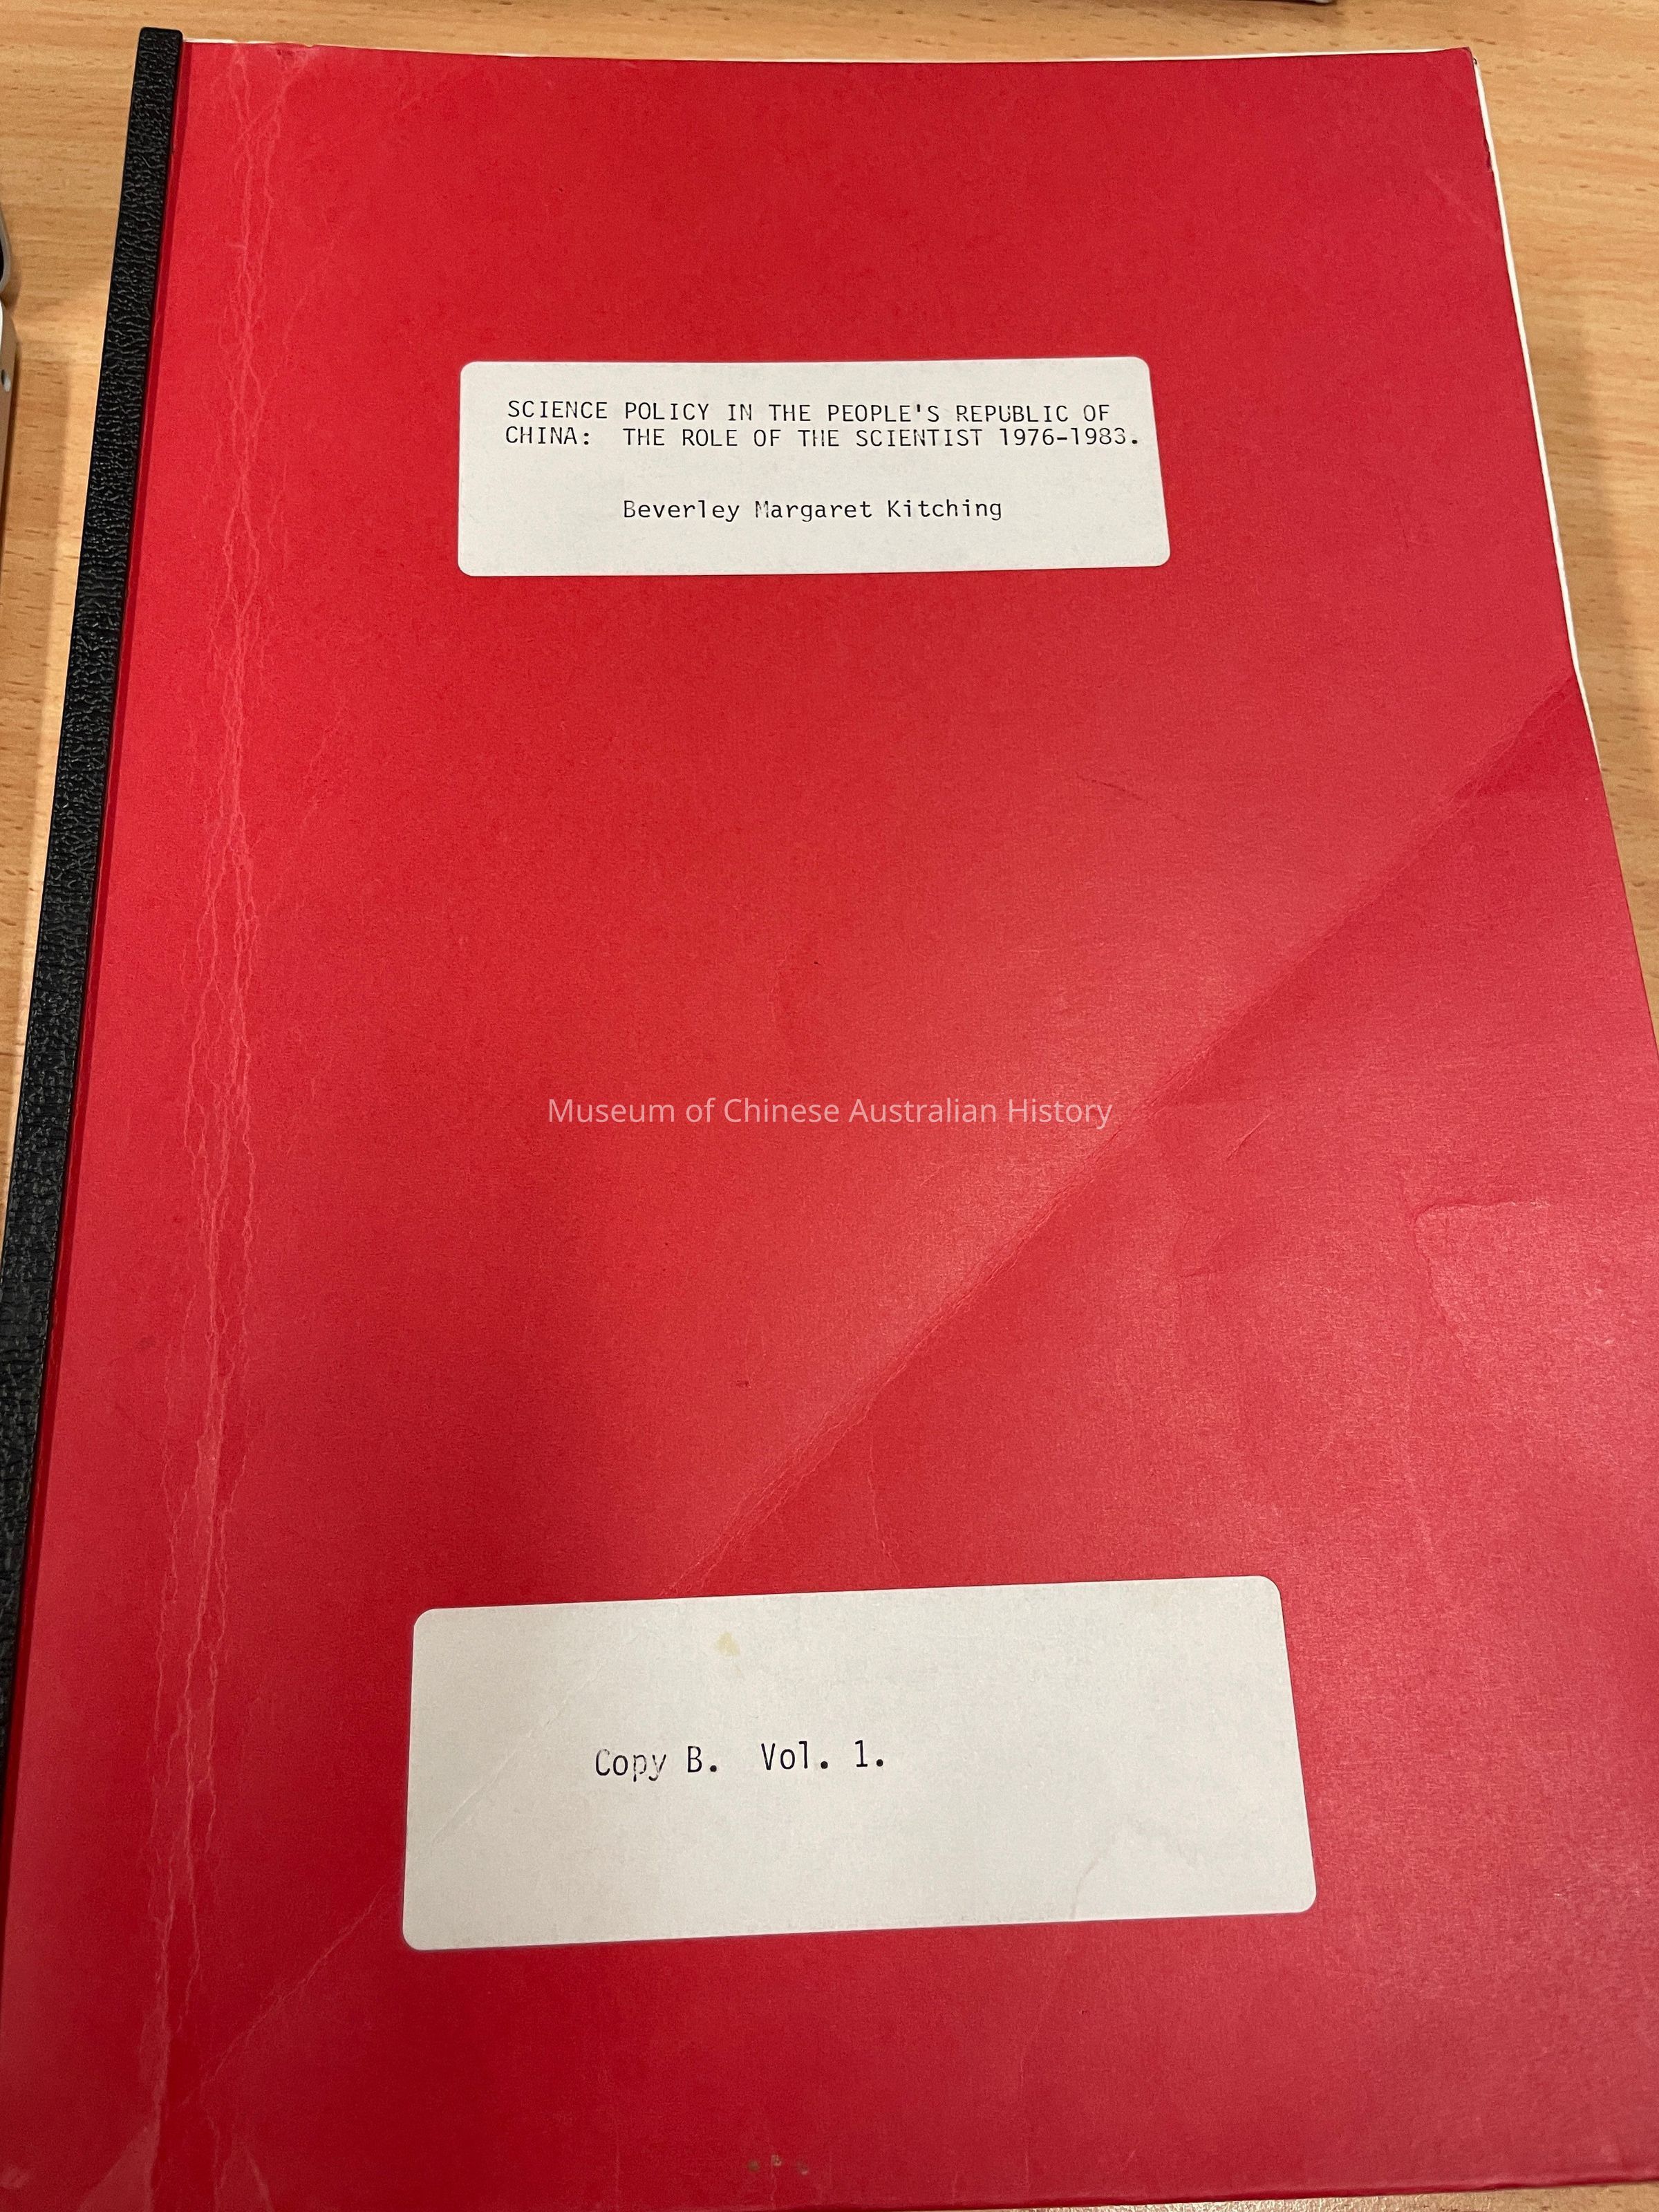 SCIENCE POLICY IN THE PEOPLE'S REPUBLIC OF
CHINA: THE ROLE OF THE SCIENTIST 1976-1983.
Beverley Margaret Kitching
Museum of Chinese Australian History
Copy B. Vol. 1.